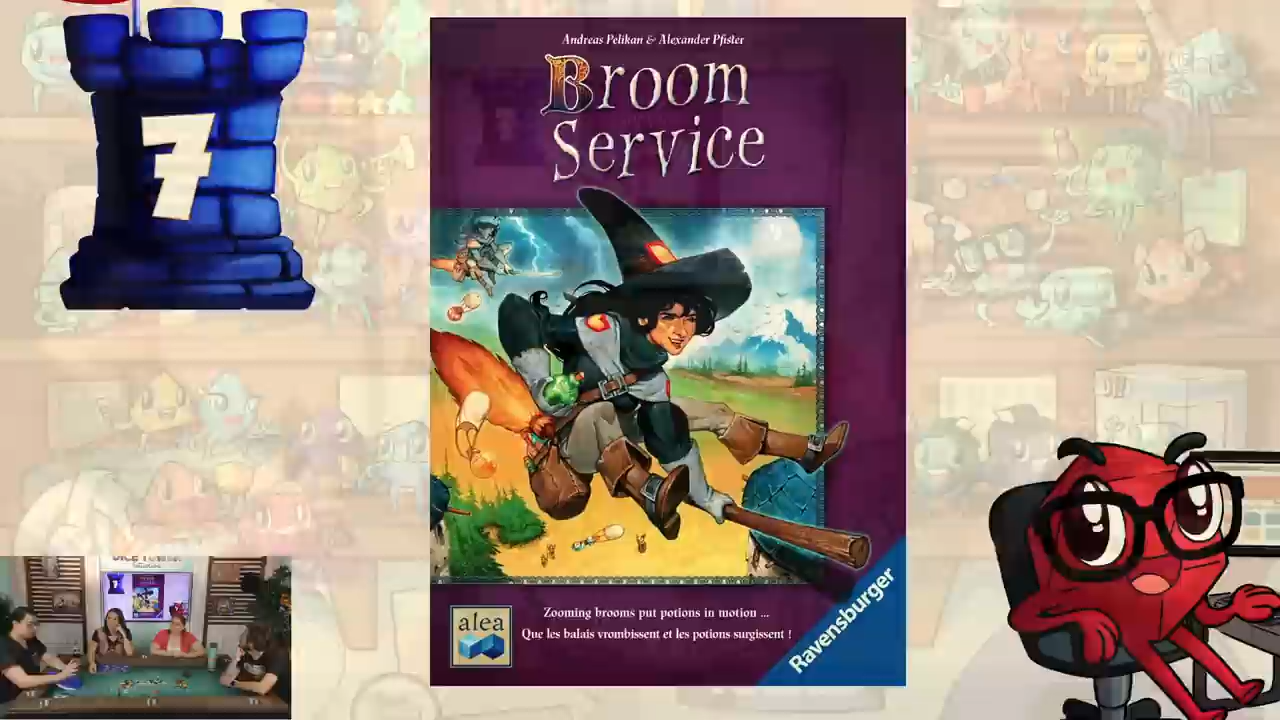 7
Andreas Pelikan & Alexander Pfister
Broom
Service
alea
Zooming brooms put potions in motion ...
Que les balais vrombissent et les potions surgissent !
Ravensburger